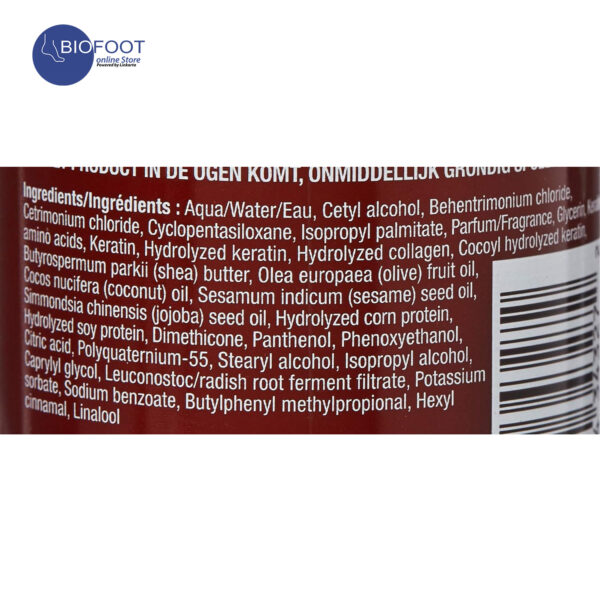 BIOFOOT
online Store
Powered by Linkarta
PRODUCT IN DE OGEN KOMT, ONMIDDELLIJK GRONDIG
Ingredients/Ingrédients : Aqua/Water/Eau, Cetyl alcohol, Behentrimonium chloride,
Cetrimonium chloride, Cyclopentasiloxane, Isopropyl palmitate, Parfum/Fragrance, Glycerin,
amino acids, Keratin, Hydrolyzed keratin, Hydrolyzed collagen, Cocoyl hydrolyzed keratin,
Butyrospermum parkii (shea) butter, Olea europaea (olive) fruit oil,
Cocos nucifera (coconut) oil, Sesamum indicum (sesame) seed oil,
Simmondsia chinensis (jojoba) seed oil, Hydrolyzed corn protein,
Hydrolyzed soy protein, Dimethicone, Panthenol, Phenoxyethanol,
Citric acid, Polyquaternium-55, Stearyl alcohol, Isopropyl alcohol,
Caprylyl glycol, Leuconostoc/radish root ferment filtrate, Potassium
sorbate, Sodium benzoate, Butylphenyl methylpropional, Hexyl
cinnamal, Linalool